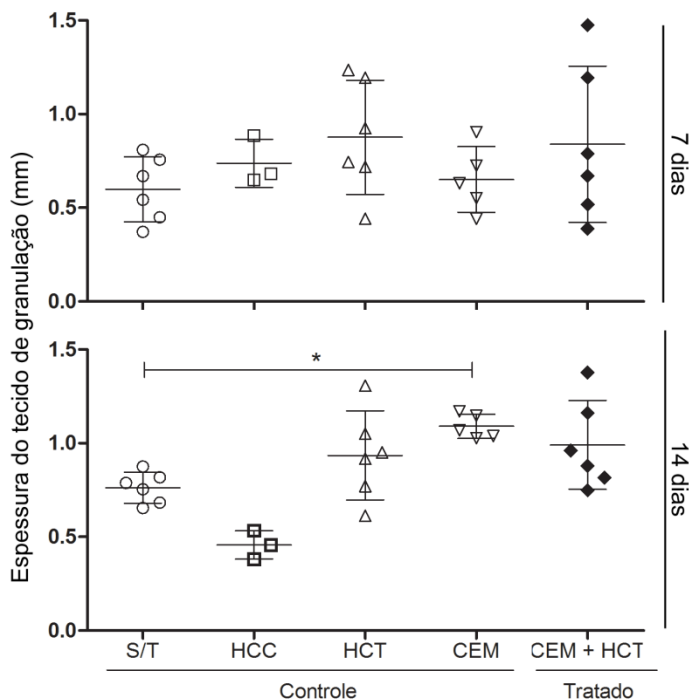 Espessura do tecido de granulação (mm)
1.5
1.0
0.5
0.0
7 dias
1.5
1.0
0.5
0.0
*
14 dias
S/T HCC HCT CEM CEM + HCT
Controle Tratado